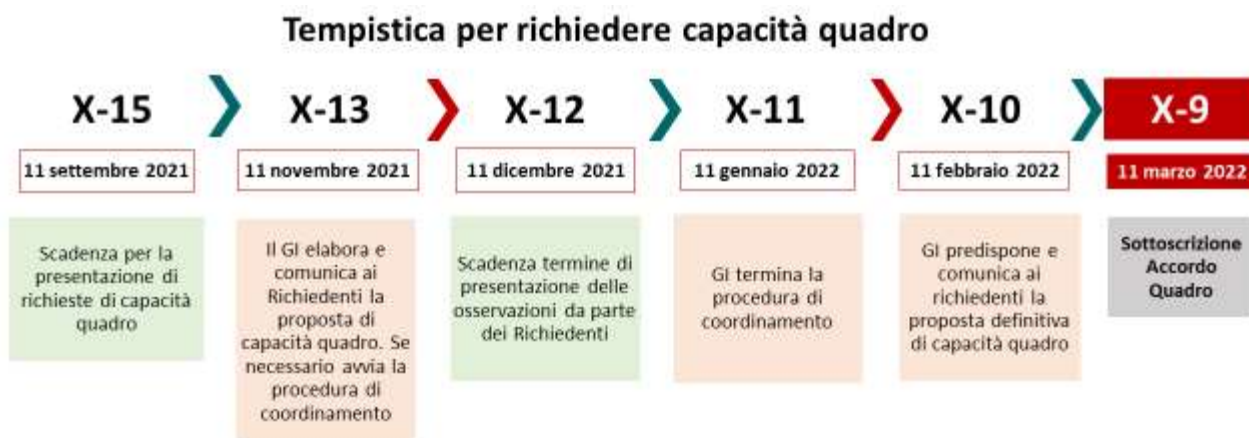 Tempistica per richiedere capacità quadro
X-15
X-13
X-12
X-11
X-10
X-9
11 settembre 2021
11 novembre 2021
11 dicembre 2021
11 gennaio 2022
11 febbraio 2022
11 marzo 2022
Scadenza per la
presentazione di
richieste di capacità
quadro
Il GI elabora e
comunica ai
Richiedenti la
proposta di
capacità quadro. Se
necessario avvia la
procedura di
coordinamento
Scadenza termine di
presentazione delle
osservazioni da parte
dei Richiedenti
GI termina la
procedura di
coordinamento
GI predispone e
comunica ai
richiedenti la
proposta definitiva
di capacità quadro
Sottoscrizione
Accordo
Quadro